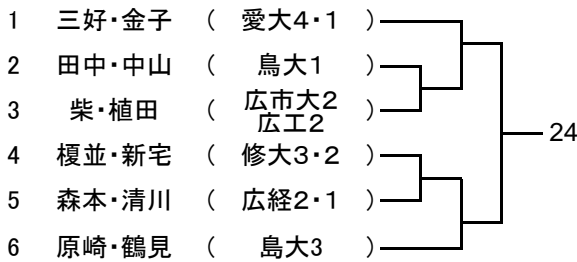 1 三好・金子 ( 愛大4・1 )
2 田中・中山 ( 鳥大1 )
3 柴・植田 ( 広市大2 広工2 )
4 榎並・新宅 ( 修大3・2 )
5 森本・清川 ( 広経2・1 )
6 原崎・鶴見 ( 島大3 )
24